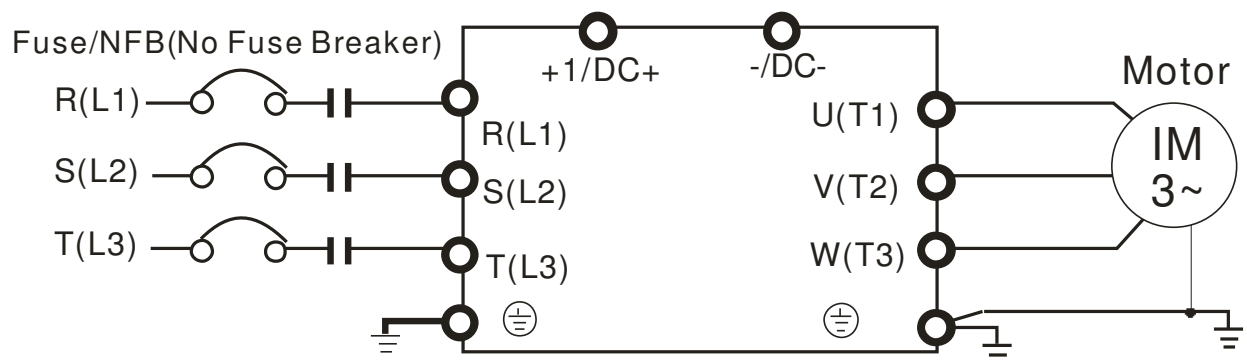 Fuse/NFB(No Fuse Breaker)
R(L1)
S(L2)
T(L3)
+1/DC+
-/DC-
R(L1)
S(L2)
T(L3)
U(T1)
V(T2)
W(T3)
Motor
IM
3~